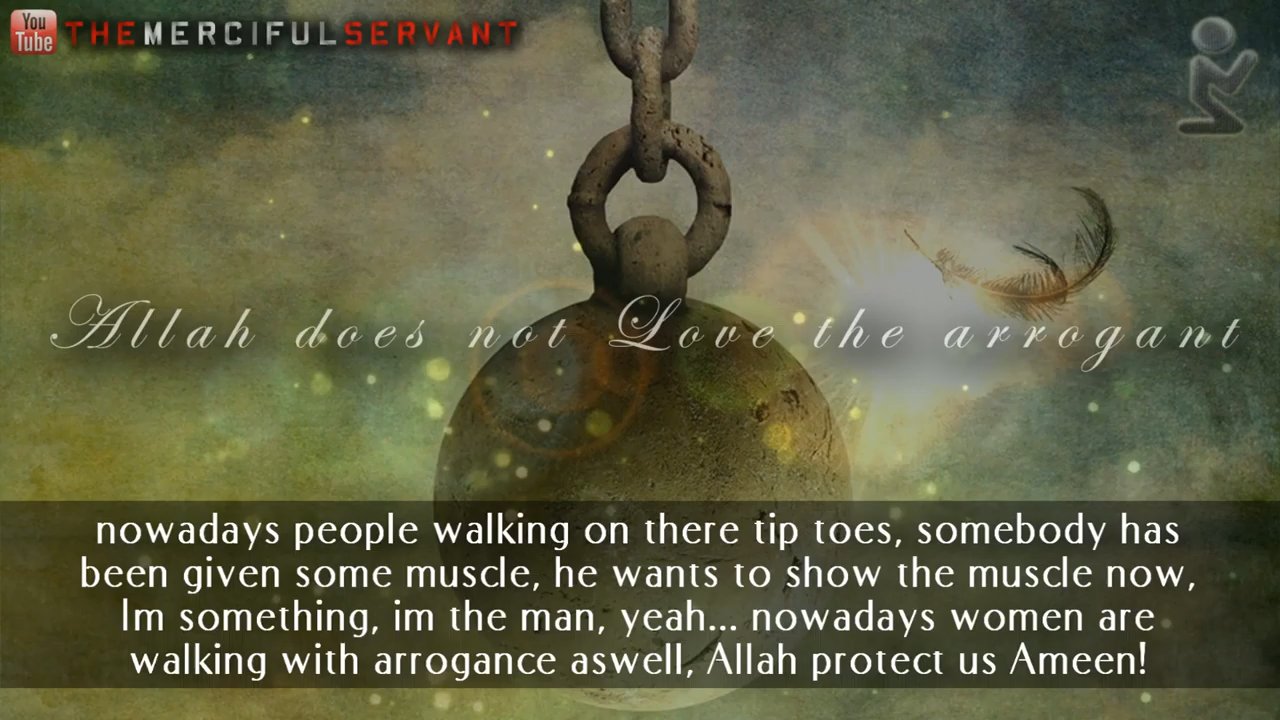 You Tube THEMERCIFULSERVANT
Allah does not Love the arrogant
nowadays people walking on there tip toes, somebody has
been given some muscle, he wants to show the muscle now,
Im something, im the man, yeah... nowadays women are
walking with arrogance aswell, Allah protect us Ameen!